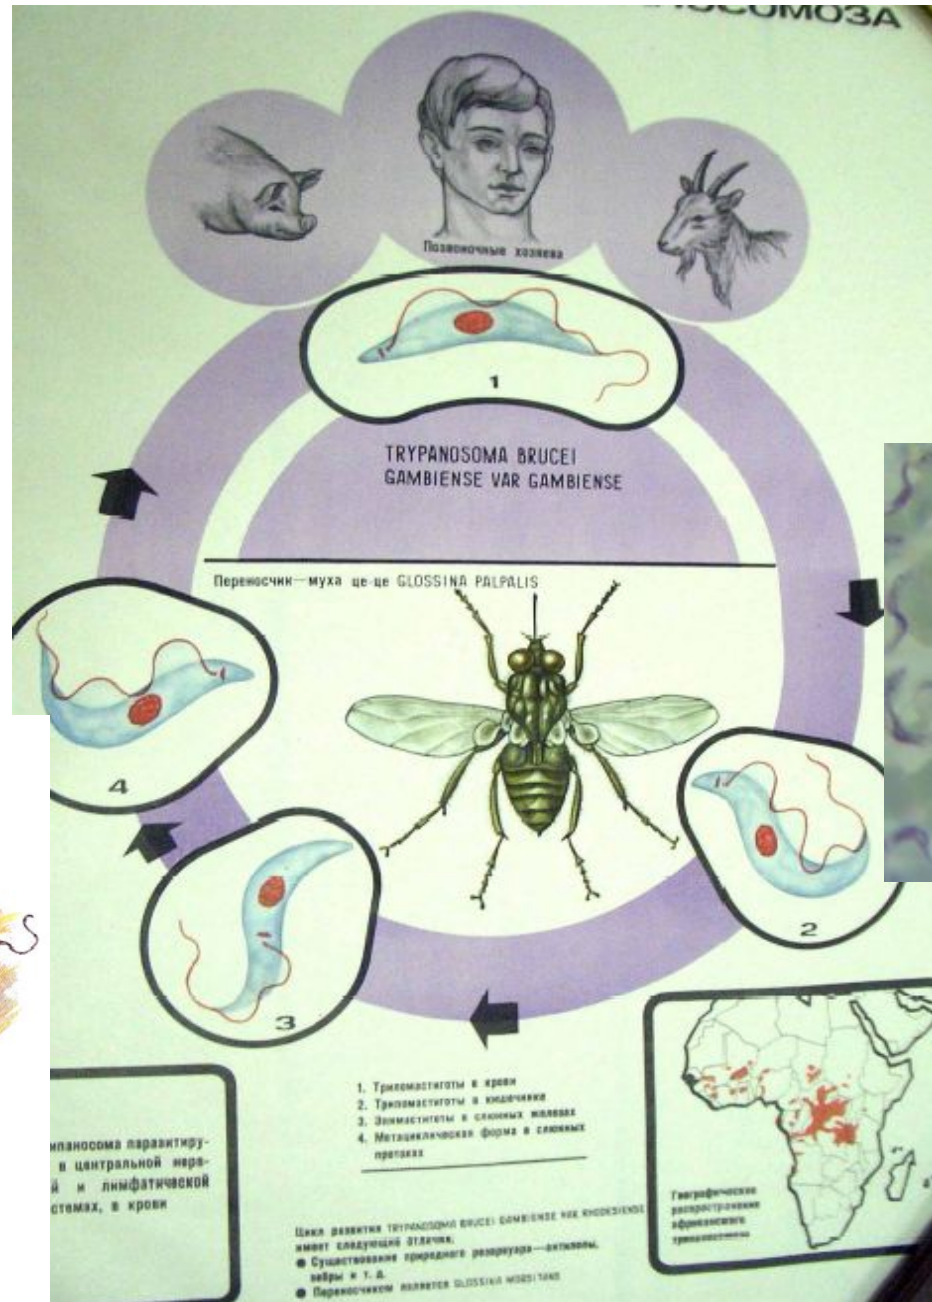 СОМОЗА
Позвоночные хозяева
1
TRYPANOSOMA BRUCEI
GAMBIENSE VAR GAMBIENSE
Переносчик—муха це-це GLOSSINA PALPALIS
4
2
3
1. Трипомастиготы в крови
2. Трипомастиготы в кишечнике
3. Эпимастиготы в слюнных железах
4. Метациклическая форма в слюнных
протоках
ипаносома паразитиру-
в центральной нерв-
й и лимфатической
стемах, в крови
Географическое
распространение
африканского
трипаносомоза
Цикл развития TRYPANOSOMA BRUCEI GAMBIENSE VAR RHODESIENSE
имеет следующие отличия.
● Существование природного резервуара—антилопы,
зебры и т. д.
● Переносчиком является GLOSSINA MORSITANS